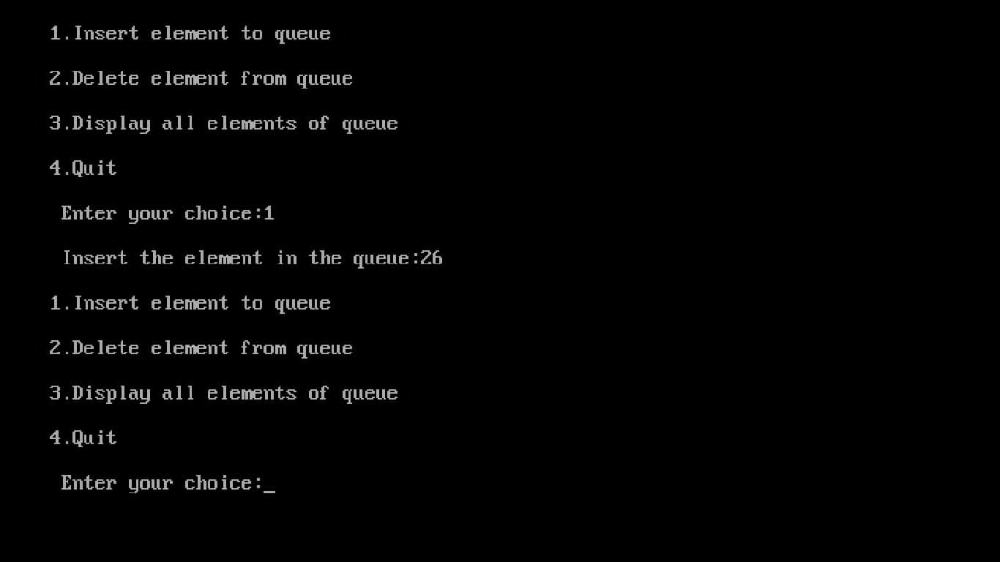 1.Insert element to queue
2.Delete element from queue
3.Display all elements of queue
4.Quit
Enter your choice:1
Insert the element in the queue:26
1.Insert element to queue
2.Delete element from queue
3.Display all elements of queue
4.Quit
Enter your choice:_